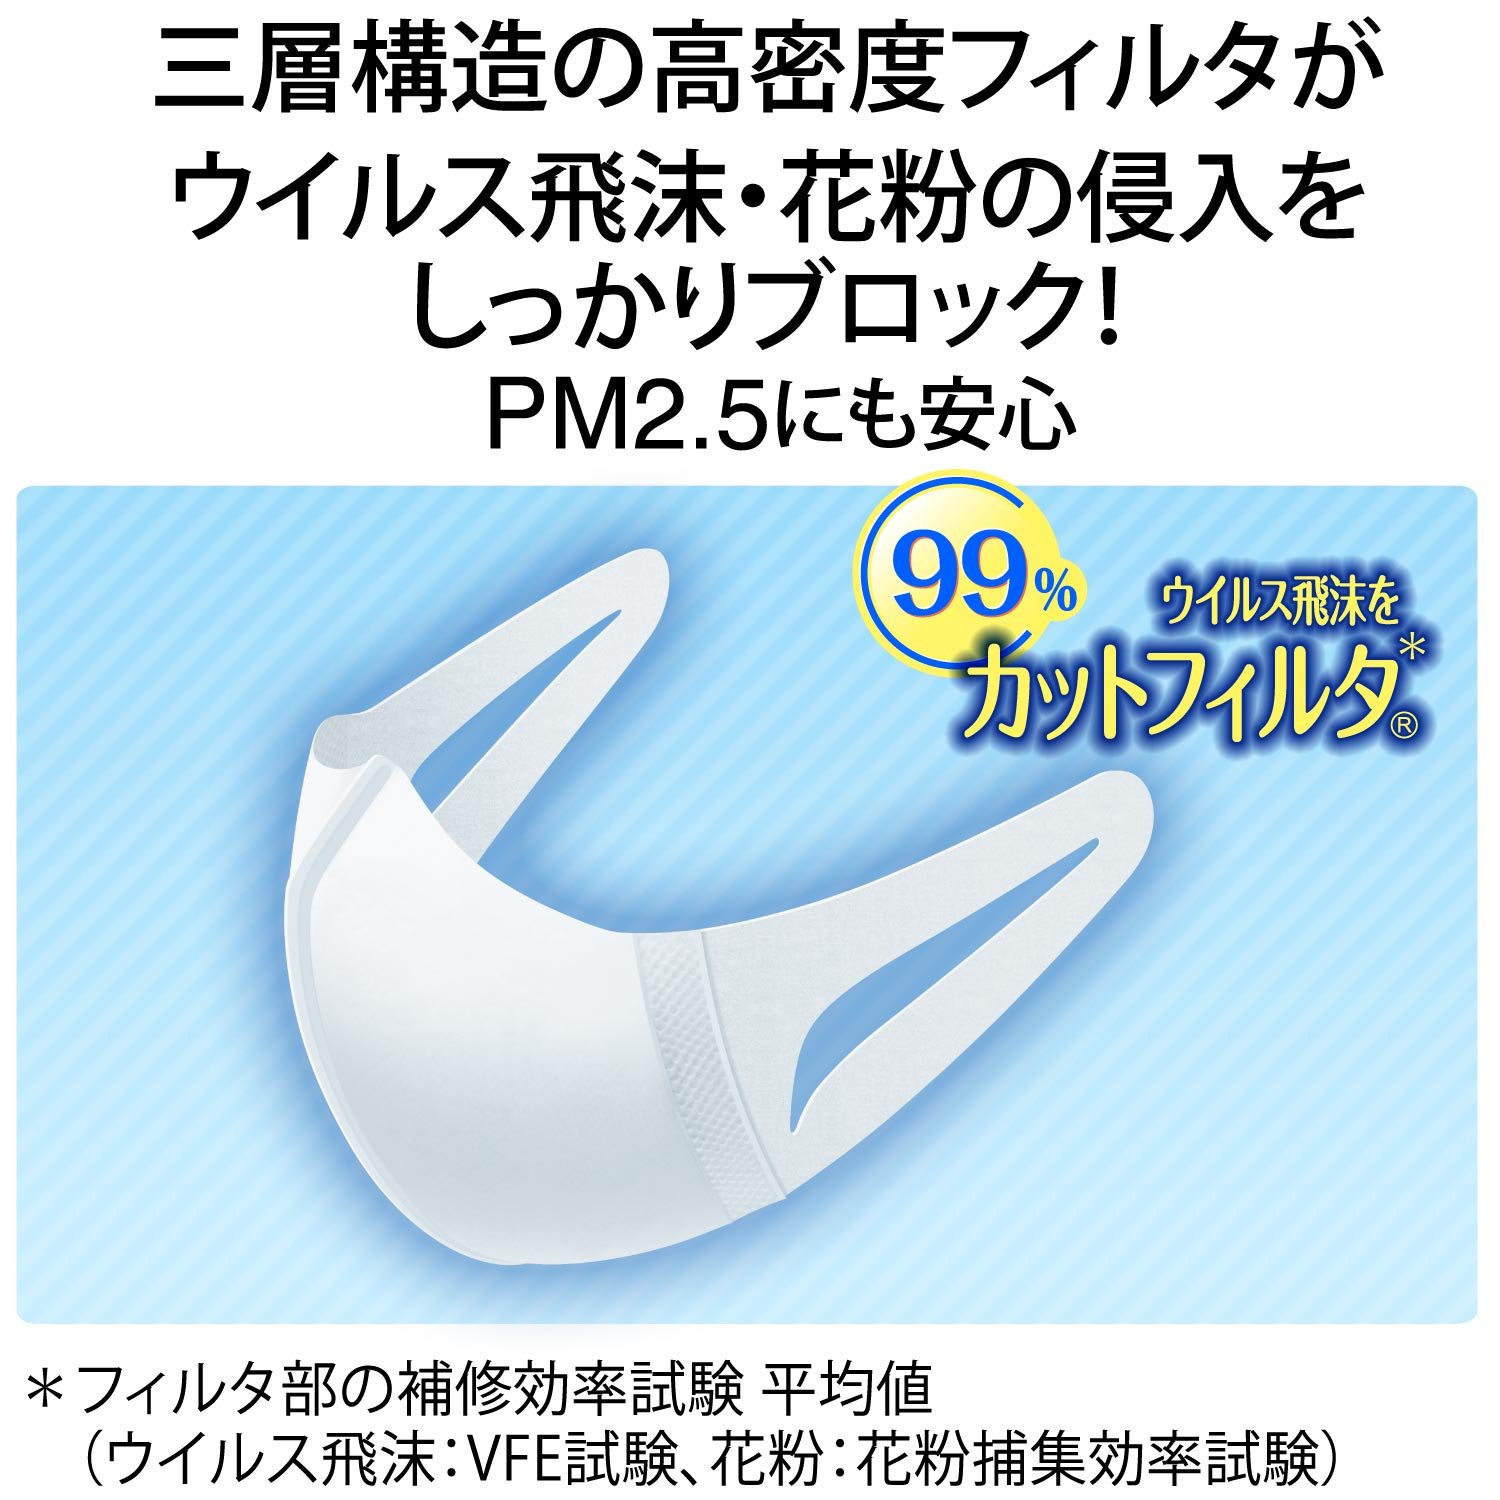 三層構造の高密度フィルタが
ウイルス飛沫・花粉の侵入を
しっかりブロック！
PM2.5にも安心
99%
ウイルス飛沫を
カットフィルタ®＊
＊フィルタ部の補修効率試験 平均値
（ウイルス飛沫：VFE試験、花粉：花粉捕集効率試験）